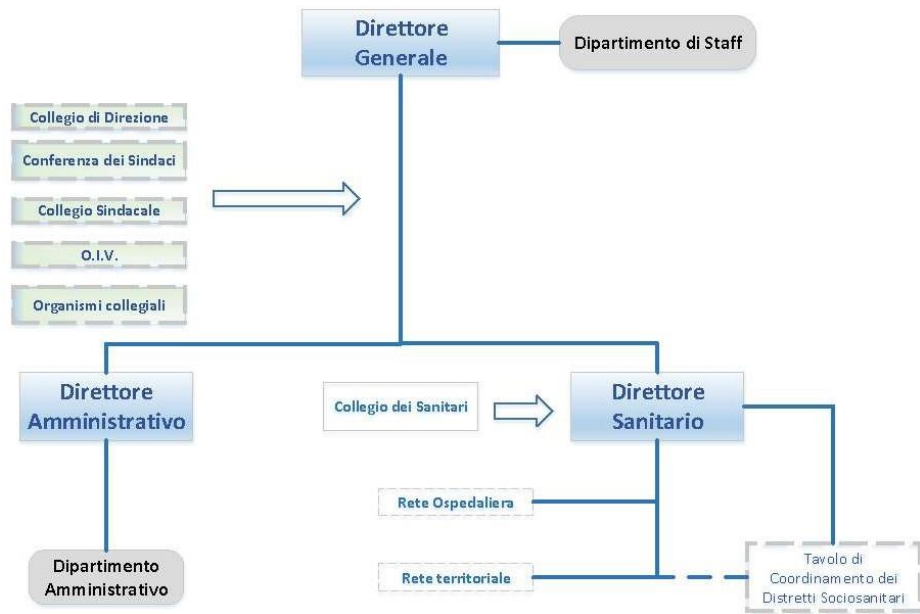 Direttore
Generale
Dipartimento di Staff
Collegio di Direzione
Conferenza dei Sindaci
Collegio Sindacale
O.I.V.
Organismi collegiali
Direttore
Amministrativo
Collegio dei Sanitari
Direttore
Sanitario
Rete Ospedaliera
Dipartimento
Amministrativo
Rete territoriale
Tavolo di
Coordinamento dei
Distretti Sociosanitari